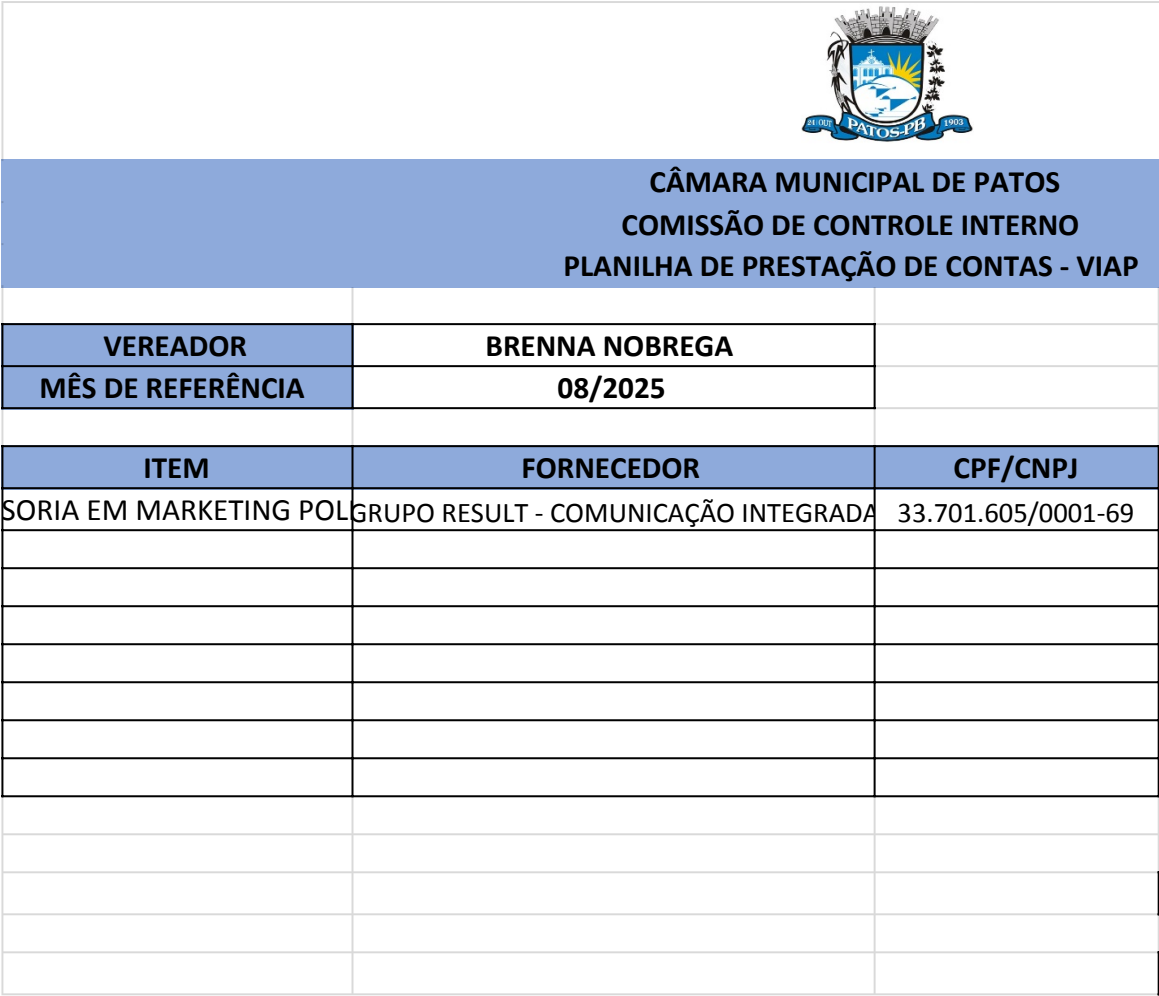 24 OUT PATOS-PB 1903
CÂMARA MUNICIPAL DE PATOS
COMISSÃO DE CONTROLE INTERNO
PLANILHA DE PRESTAÇÃO DE CONTAS - VIAP
VEREADOR BRENNA NOBREGA
MÊS DE REFERÊNCIA 08/2025
ITEM FORNECEDOR CPF/CNPJ
SORIA EM MARKETING POLI GRUPO RESULT - COMUNICAÇÃO INTEGRADA 33.701.605/0001-69